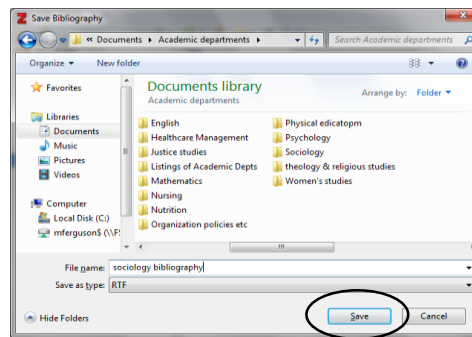 Z Save Bibliography
« Documents ▸ Academic departments ▸
Search Academic departments
Organize ▾ New folder
Favorites
Libraries
Documents
Music
Pictures
Videos
Computer
Local Disk (C:)
mferguson$ (\\F
Documents library
Academic departments
Arrange by: Folder ▾
English
Healthcare Management
Justice studies
Listings of Academic Depts
Mathematics
Nursing
Nutrition
Organization policies etc
Physical edicatopm
Psychology
Sociology
theology & religious studies
Women's studies
File name: sociology bibliography
Save as type: RTF
Hide Folders
Save
Cancel